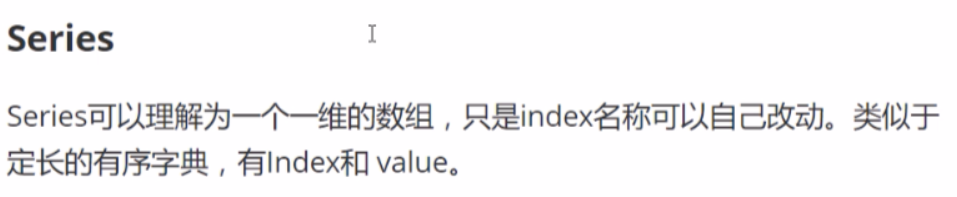 Series
Series可以理解为一个一维的数组，只是index名称可以自己改动。类似于
定长的有序字典，有Index和 value。